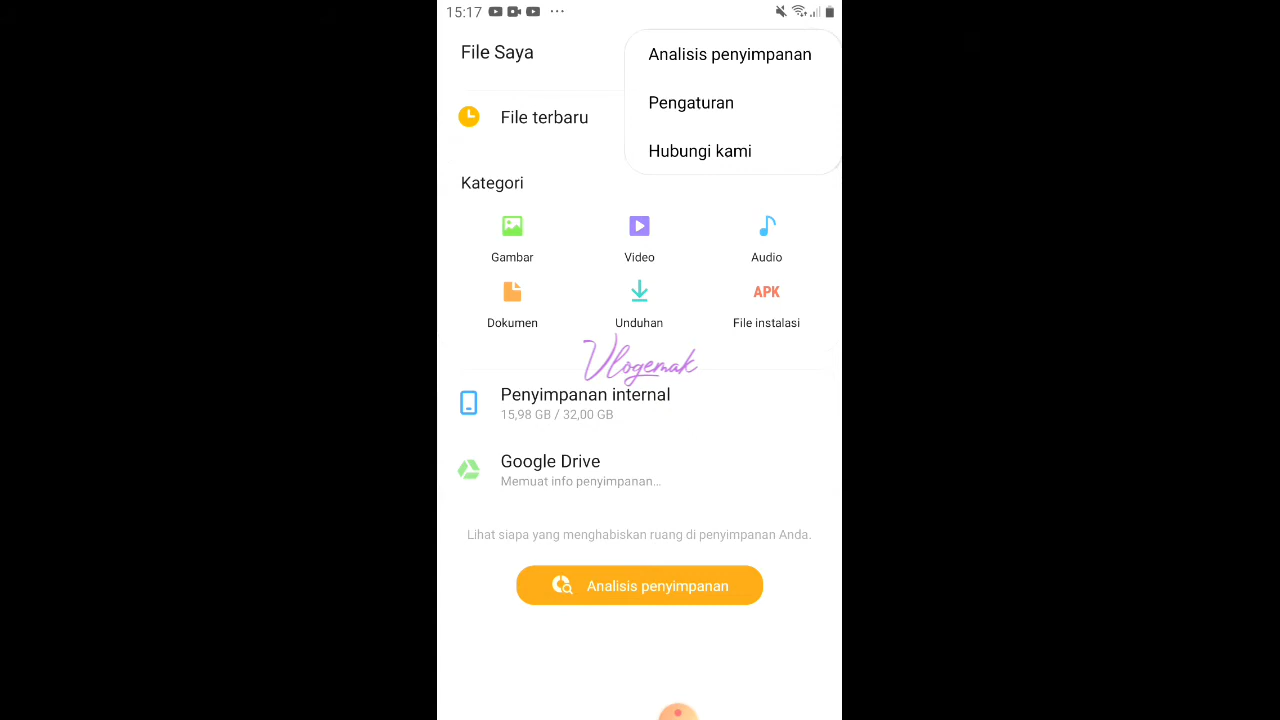 15:17
File Saya
Analisis penyimpanan
Pengaturan
Hubungi kami
File terbaru
Kategori
Gambar
Video
Audio
Dokumen
Unduhan
APK
File instalasi
Vlogemak
Penyimpanan internal
15,98 GB / 32,00 GB
Google Drive
Memuat info penyimpanan...
Lihat siapa yang menghabiskan ruang di penyimpanan Anda.
Analisis penyimpanan